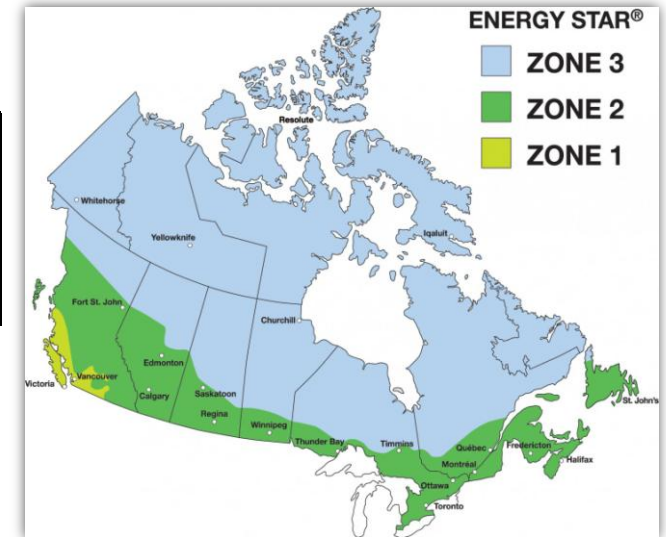 ENERGY STAR®
ZONE 3
ZONE 2
ZONE 1
Resolute
Whitehorse
Yellowknife
Iqaluit
Fort St. John
Churchill
Edmonton
Vancouver
Victoria
Calgary
Saskatoon
Regina
Winnipeg
Thunder Bay
Timmins
Québec
Fredericton
St. John's
Montréal
Halifax
Ottawa
Toronto